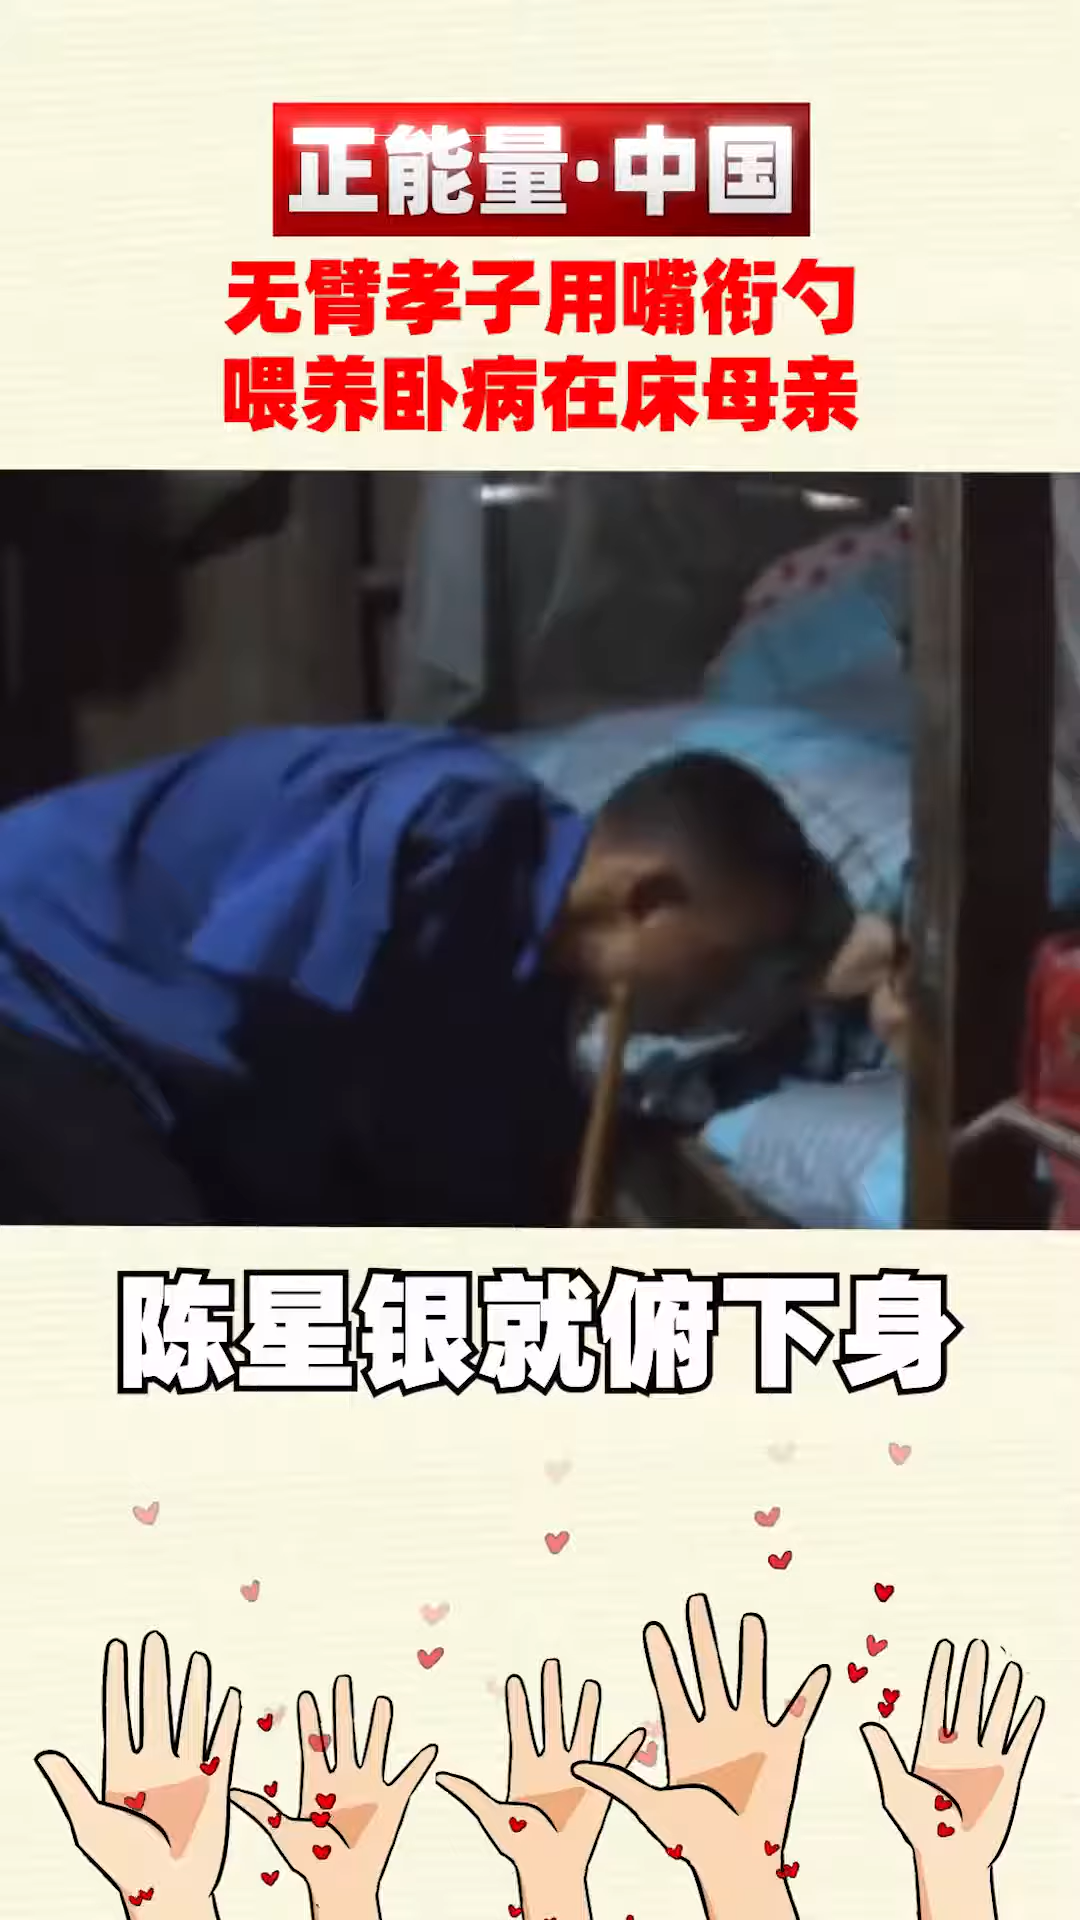 正能量·中国
无臂孝子用嘴衔勺
喂养卧病在床母亲
陈星银就俯下身